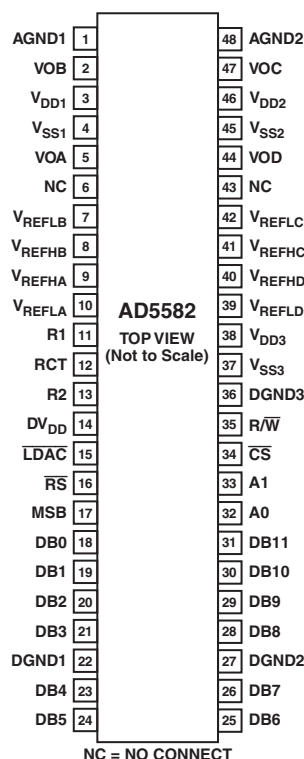 AGND1 1 48 AGND2
VOB 2 47 VOC
VDD1 3 46 VDD2
VSS1 4 45 VSS2
VOA 5 44 VOD
NC 6 43 NC
VREFLB 7 42 VREFLC
VREFHB 8 41 VREFHC
VREFHA 9 40 VREFHD
VREFLA 10 39 VREFLD
AD5582
R1 11 38 VDD3
TOP VIEW
(Not to Scale)
RCT 12 37 VSS3
R2 13 36 DGND3
DVDD 14 35 R/W̅
L̅D̅A̅C̅ 15 34 C̅S̅
R̅S̅ 16 33 A1
MSB 17 32 A0
DB0 18 31 DB11
DB1 19 30 DB10
DB2 20 29 DB9
DB3 21 28 DB8
DGND1 22 27 DGND2
DB4 23 26 DB7
DB5 24 25 DB6
NC = NO CONNECT